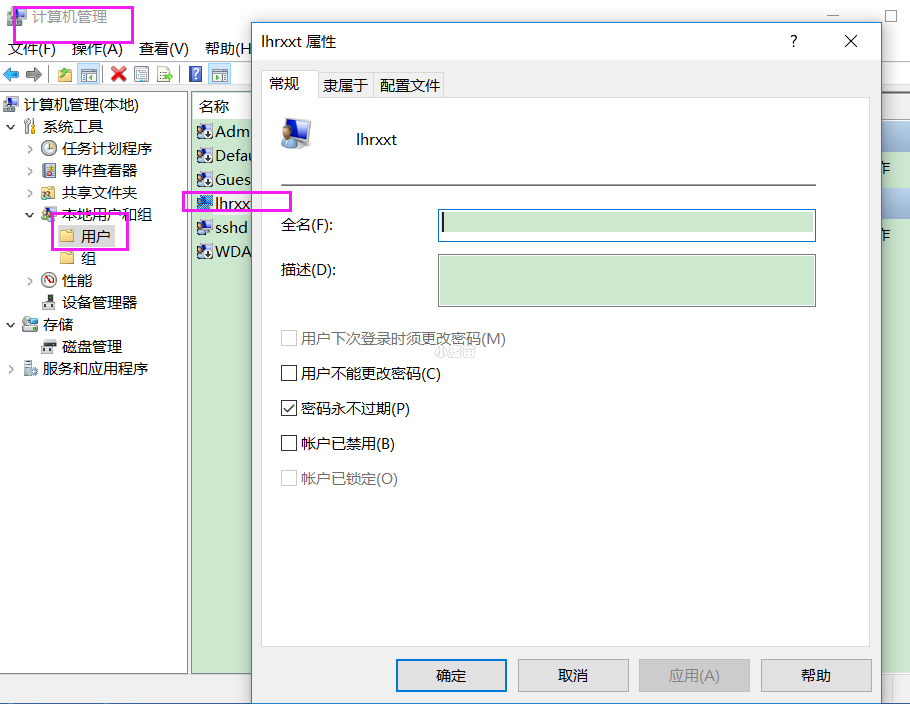 计算机管理
文件(F) 操作(A) 查看(V) 帮助(H
计算机管理(本地)
系统工具
任务计划程序
事件查看器
共享文件夹
本地用户和组
用户
组
性能
设备管理器
存储
磁盘管理
服务和应用程序
名称
Adm
Defau
Gues
lhrxx
sshd
WDA
作
作
lhrxxt 属性
?
常规 隶属于 配置文件
lhrxxt
全名(F):
描述(D):
用户下次登录时须更改密码(M)
用户不能更改密码(C)
密码永不过期(P)
帐户已禁用(B)
帐户已锁定(O)
确定 取消 应用(A) 帮助